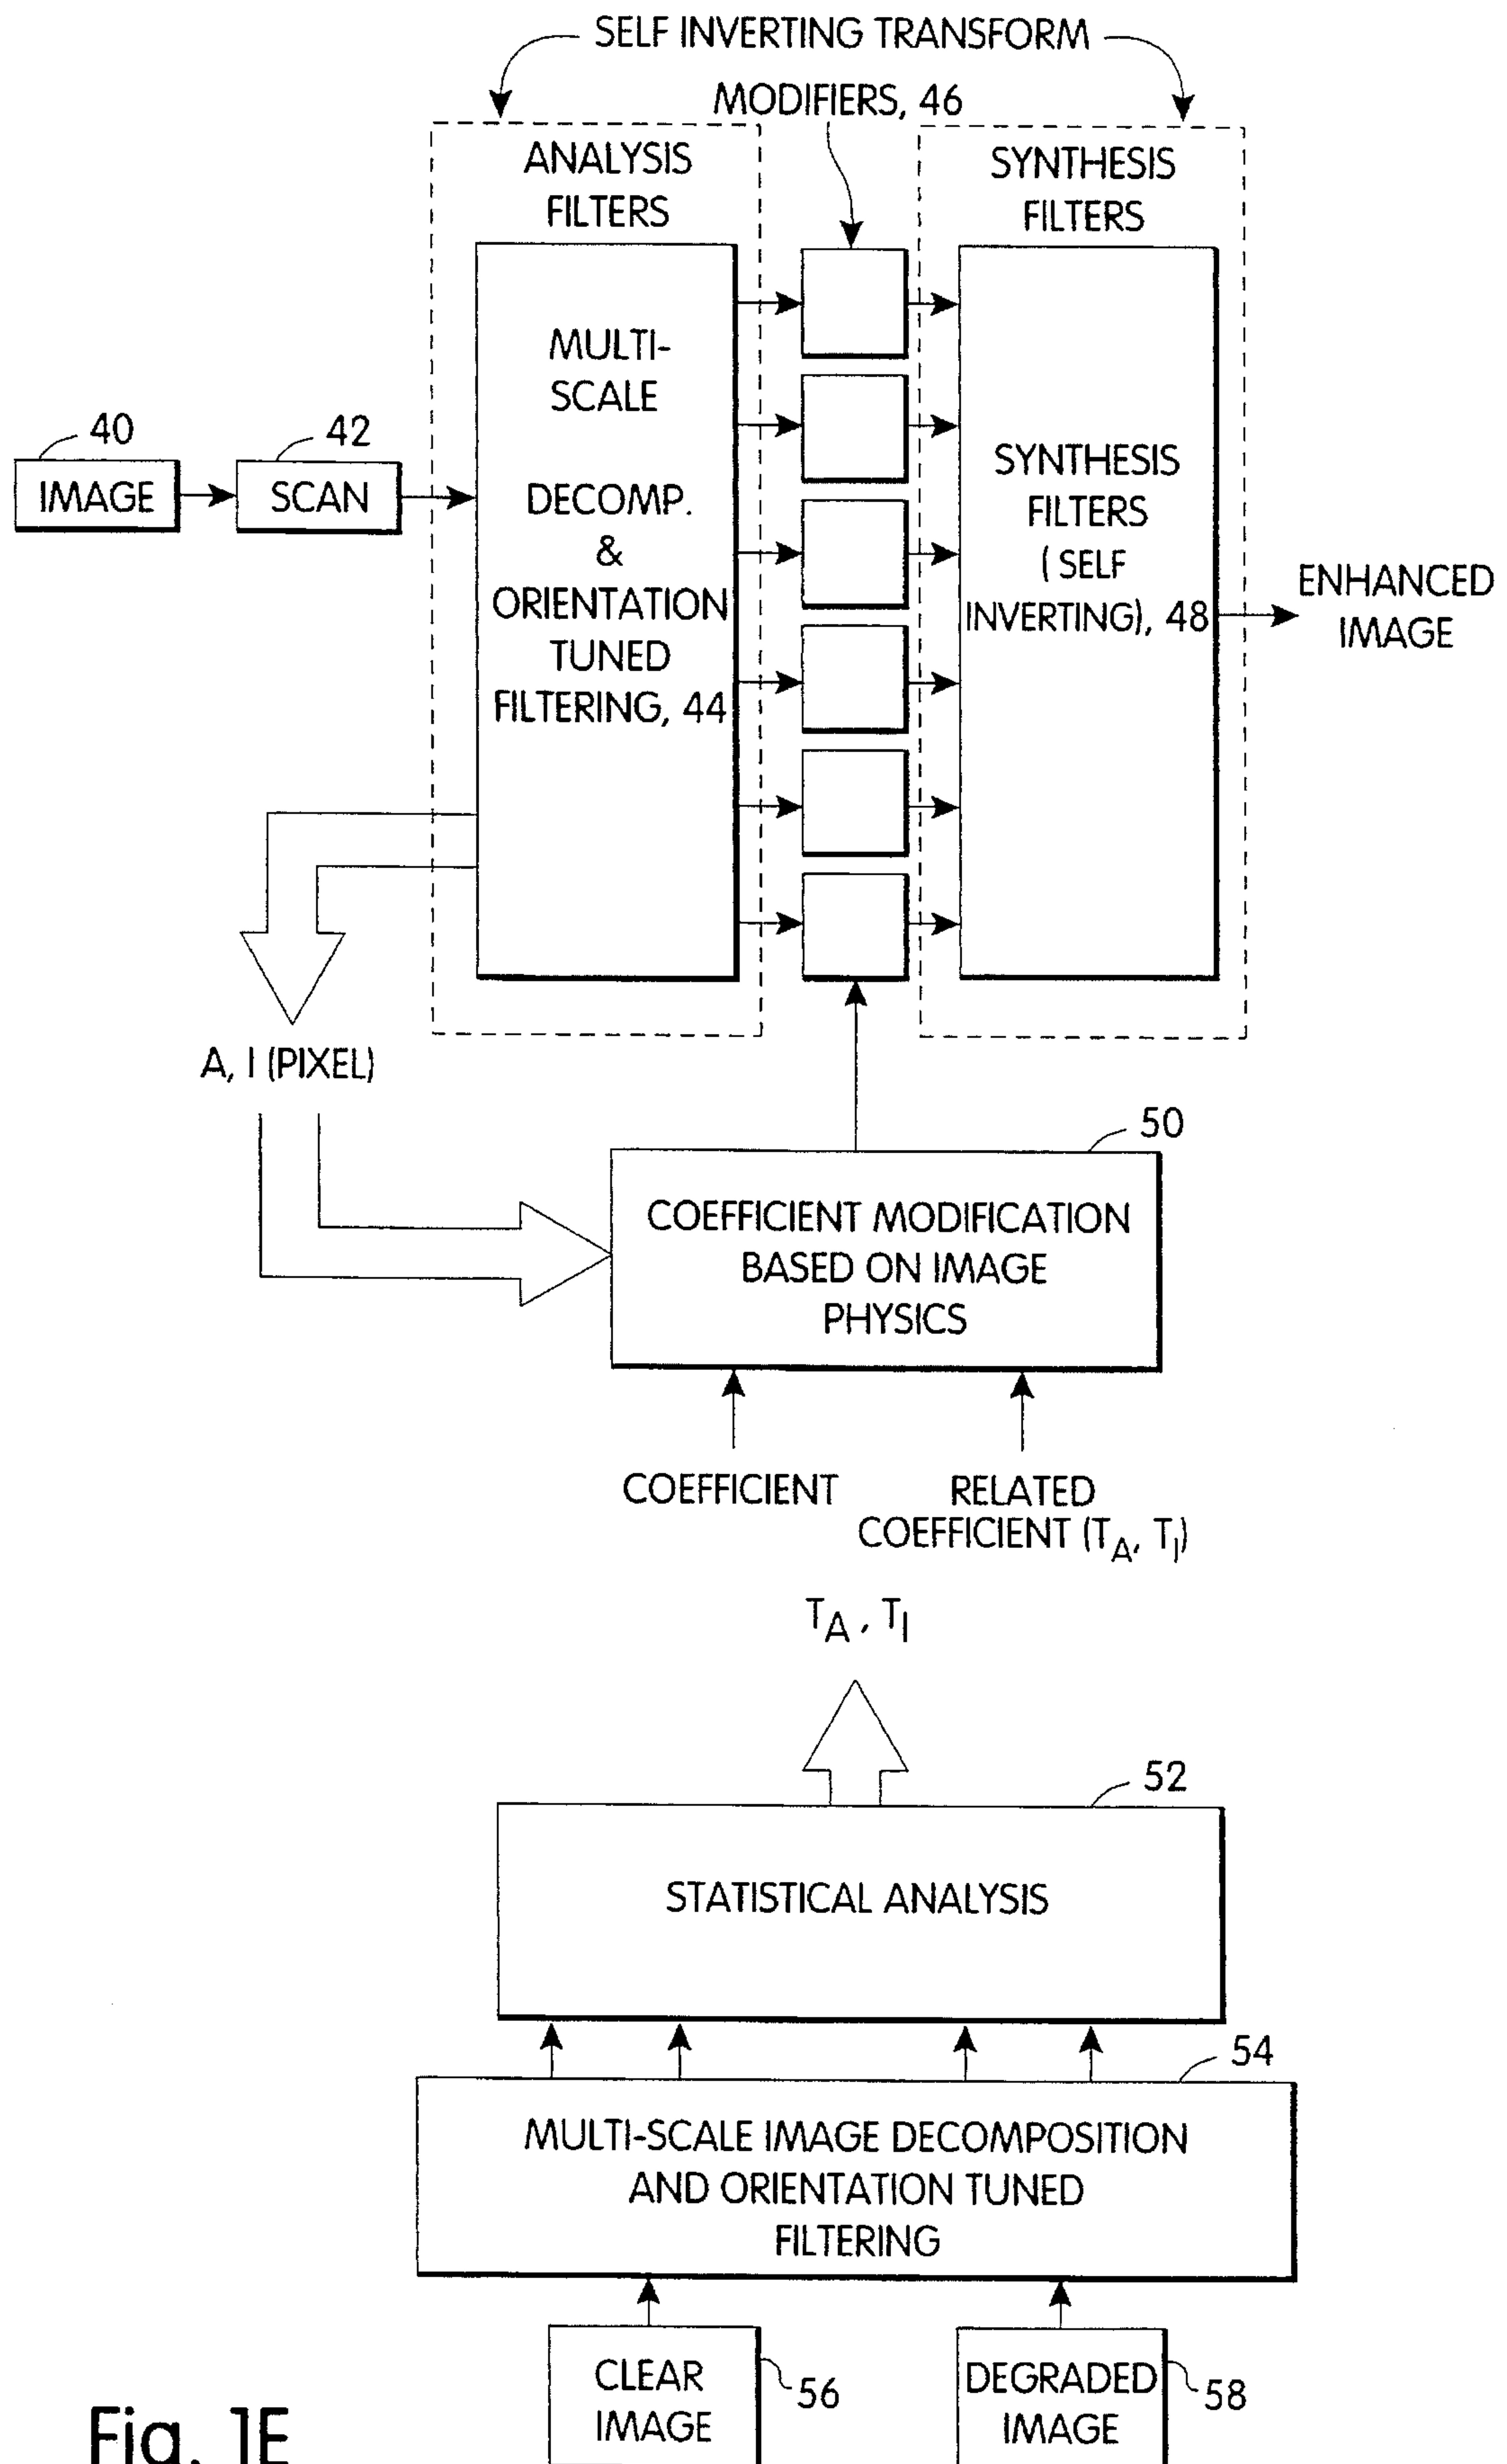 SELF INVERTING TRANSFORM
MODIFIERS, 46
ANALYSIS
FILTERS
SYNTHESIS
FILTERS
MULTI-
SCALE
DECOMP.
&
ORIENTATION
TUNED
FILTERING, 44
40
IMAGE
42
SCAN
SYNTHESIS
FILTERS
( SELF
INVERTING), 48
ENHANCED
IMAGE
A, I (PIXEL)
50
COEFFICIENT MODIFICATION
BASED ON IMAGE
PHYSICS
COEFFICIENT
RELATED
COEFFICIENT (TA, TI)
TA, TI
52
STATISTICAL ANALYSIS
54
MULTI-SCALE IMAGE DECOMPOSITION
AND ORIENTATION TUNED
FILTERING
CLEAR
IMAGE
56
DEGRADED
IMAGE
58
Fig. 1E